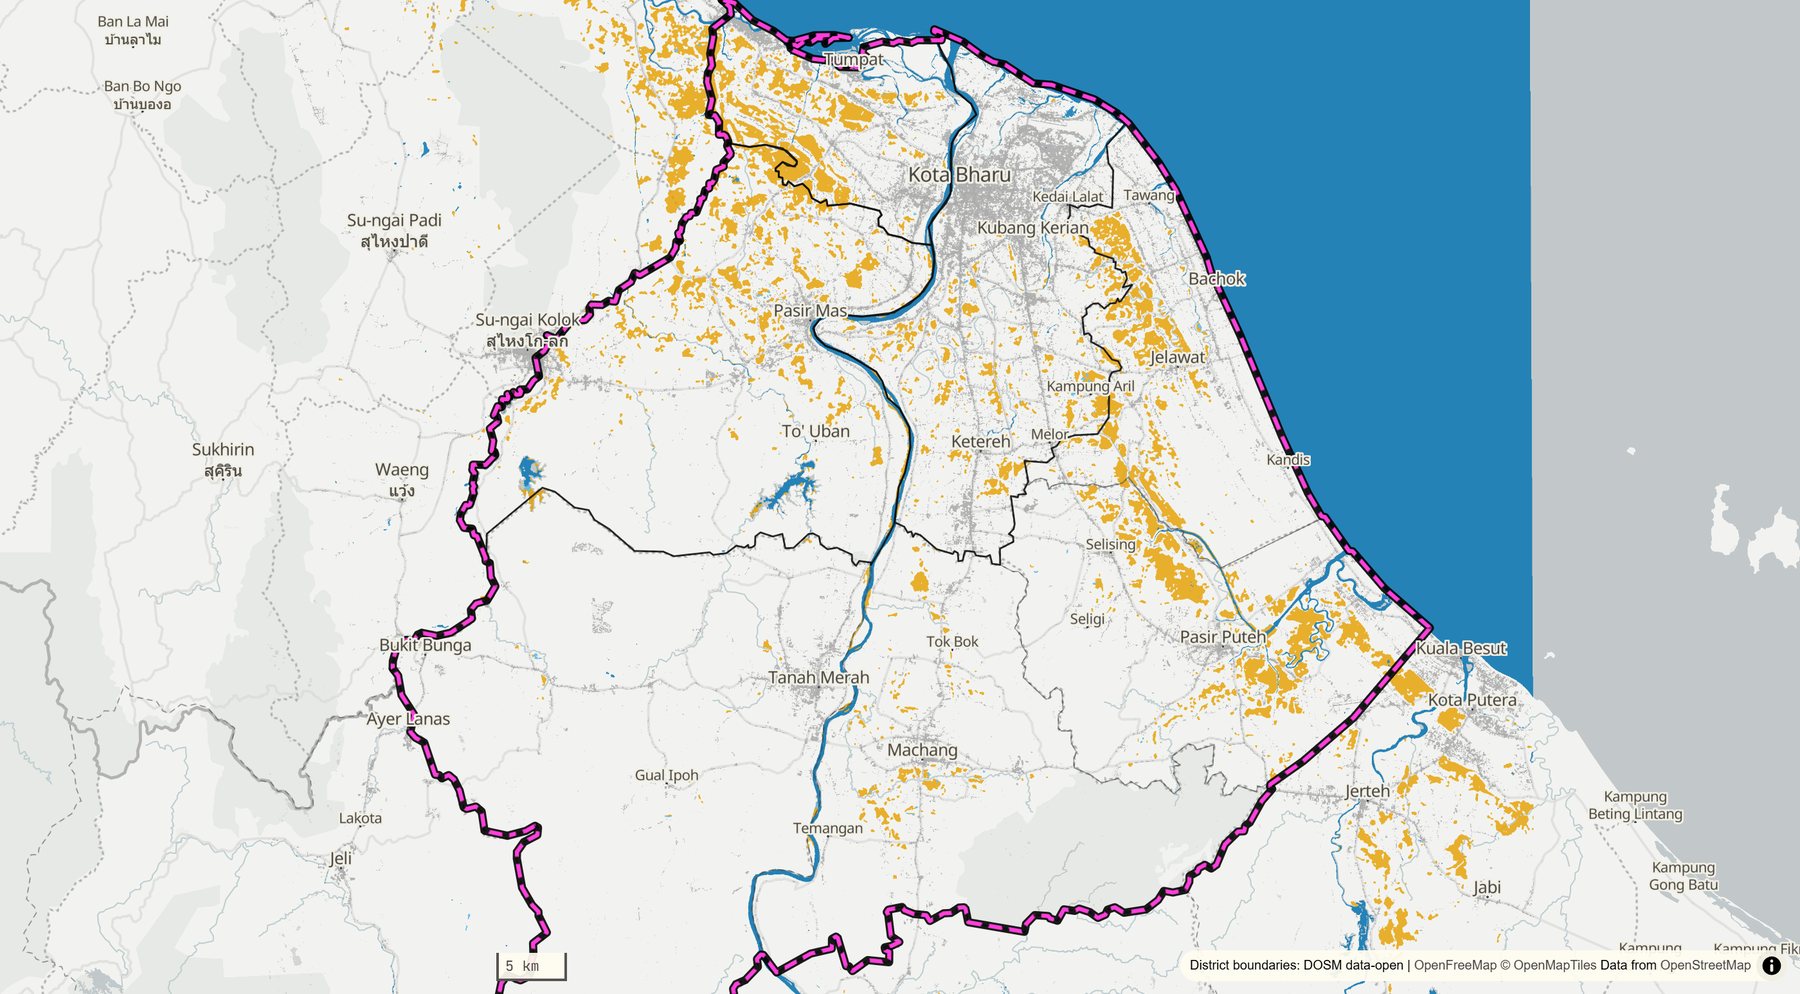 Ban La Mai
บ้านลาไม
Ban Bo Ngo
บ้านบูองอ
Tumpat
Kota Bharu
Kedai Lalat
Tawang
Su-ngai Padi
สุไหงปาดี
Kubang Kerian
Bachok
Pasir Mas
Su-ngai Kolok
สุไหงโก-ลก
Jelawat
Kampung Aril
To' Uban
Ketereh
Melor
Sukhirin
สุคิริน
Waeng
แว้ง
Kandis
Selising
Seligi
Pasir Puteh
Bukit Bunga
Tok Bok
Kuala Besut
Tanah Merah
Kota Putera
Ayer Lanas
Machang
Gual Ipoh
Jerteh
Kampung
Beting Lintang
Lakota
Temangan
Jeli
Kampung
Gong Batu
Jabi
Kampung
5 km
District boundaries: DOSM data-open | OpenFreeMap © OpenMapTiles Data from OpenStreetMap